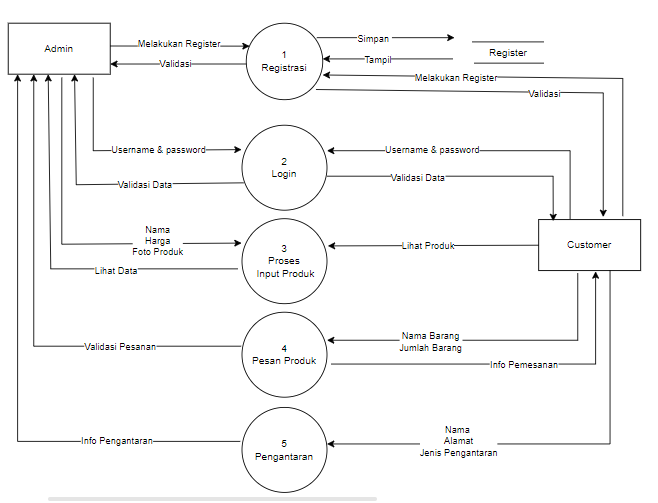 Admin
Melakukan Register
Validasi
1
Registrasi
Simpan
Tampil
Register
Melakukan Register
Validasi
Username & password
Validasi Data
2
Login
Username & password
Validasi Data
Nama
Harga
Foto Produk
Lihat Data
3
Proses
Input Produk
Lihat Produk
Customer
Validasi Pesanan
4
Pesan Produk
Nama Barang
Jumlah Barang
Info Pemesanan
Info Pengantaran
5
Pengantaran
Nama
Alamat
Jenis Pengantaran